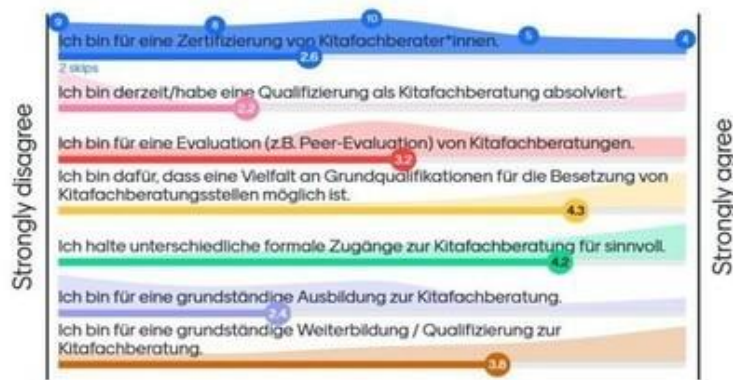 9 8 10 5 4
Ich bin für eine Zertifizierung von Kitafachberater*innen.
2.6
2 skips
Ich bin derzeit/habe eine Qualifizierung als Kitafachberatung absolviert.
Ich bin für eine Evaluation (z.B. Peer-Evaluation) von Kitafachberatungen.
3.2
Ich bin dafür, dass eine Vielfalt an Grundqualifikationen für die Besetzung von
Kitafachberatungsstellen möglich ist.
4.3
Ich halte unterschiedliche formale Zugänge zur Kitafachberatung für sinnvoll.
4.2
Ich bin für eine grundständige Ausbildung zur Kitafachberatung.
2.4
Ich bin für eine grundständige Weiterbildung / Qualifizierung zur
Kitafachberatung.
3.8
Strongly disagree
Strongly agree